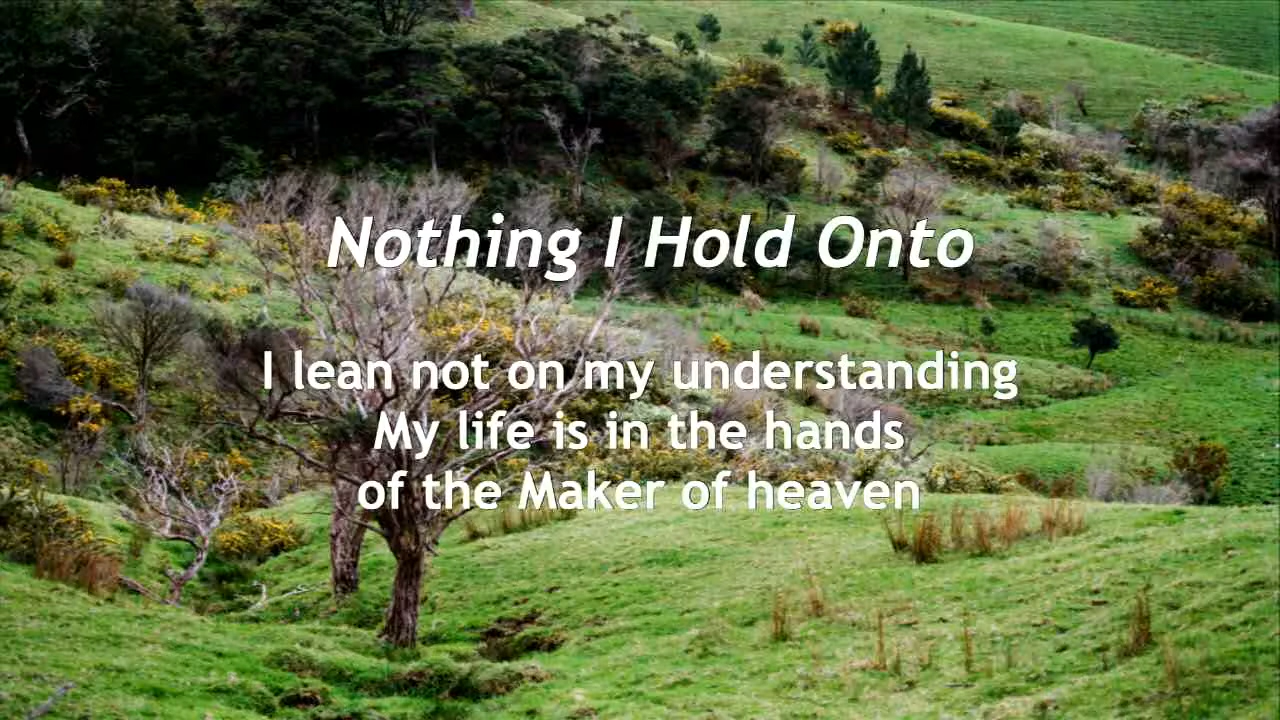 Nothing I Hold Onto
I lean not on my understanding
My life is in the hands
of the Maker of heaven